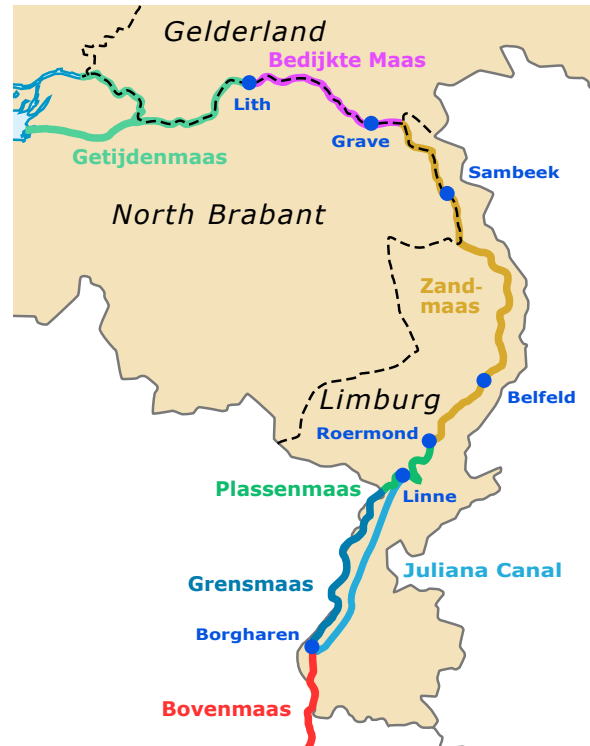 Gelderland
Bedijkte Maas
Lith
Grave
Getijdenmaas
Sambeek
North Brabant
Zand-
maas
Belfeld
Limburg
Roermond
Plassenmaas
Linne
Juliana Canal
Grensmaas
Borgharen
Bovenmaas